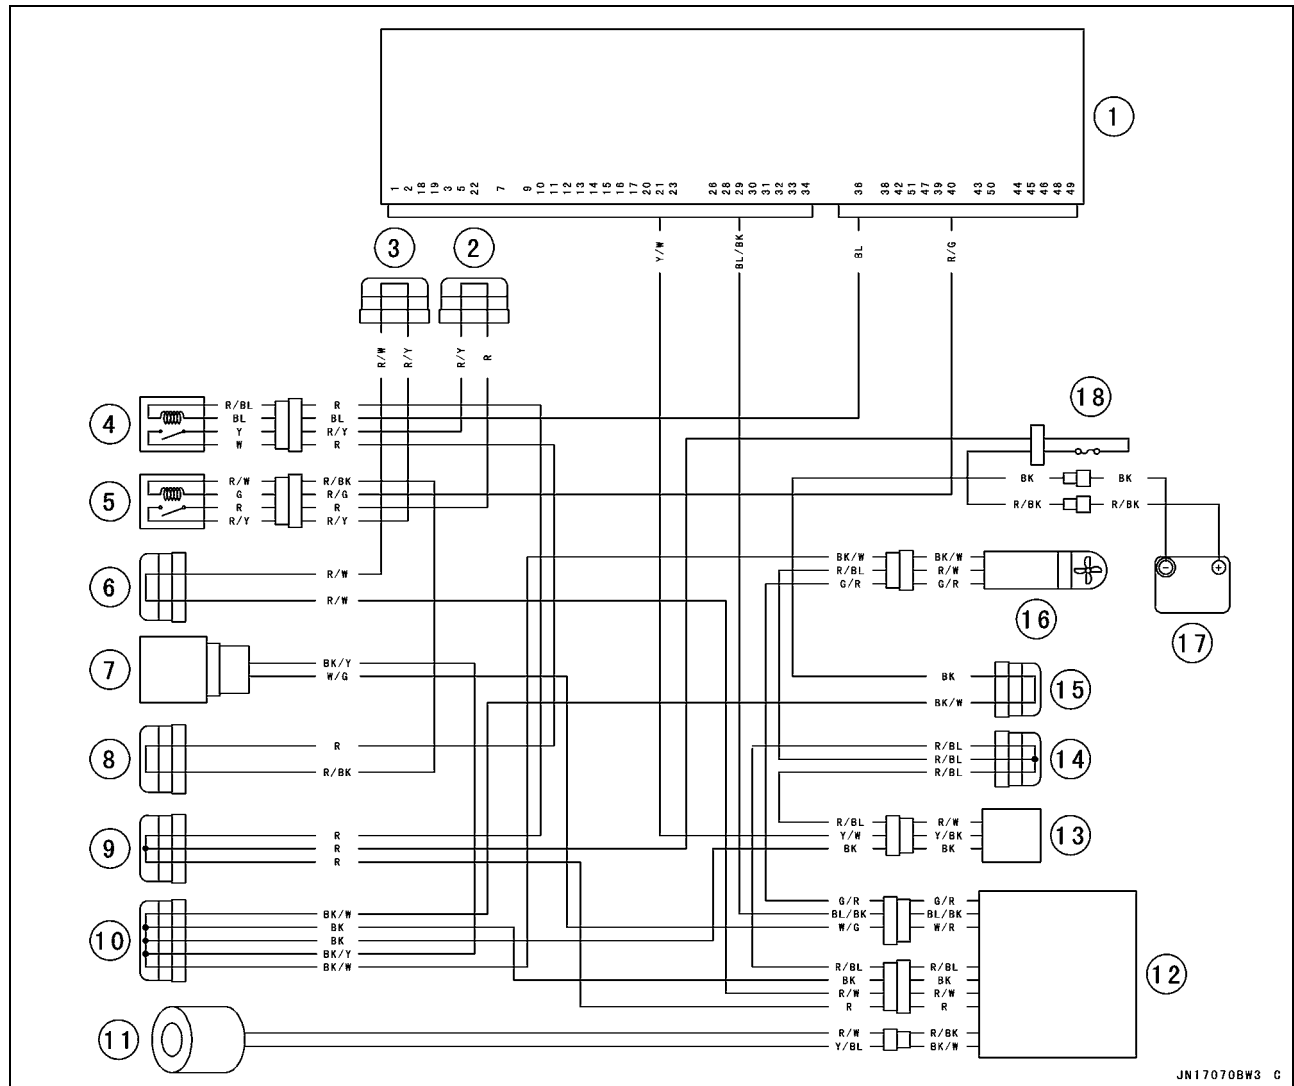 1
1 2 18 19 3 5 22 7 9 10 11 12 13 14 15 16 17 20 21 23 26 28 29 30 31 32 33 34 36 38 42 51 47 39 40 43 50 44 45 46 48 49
3 2
Y/W BL/BK BL R/G
R/W R/Y R/Y R
18
4
R/BL R
BL BL
Y R/Y
W R
5
R/W R/BK
G R/G
R R
R/Y R/Y
BK BK
R/BK R/BK
17
6
R/W
R/W
BK/W BK/W
R/BL R/W
G/R G/R
16
7
BK/Y
W/G
BK
BK/W
15
8
R
R/BK
R/BL
R/BL
R/BL
14
9
R
R
R
R/BL R/W
Y/W Y/BK
BK BK
13
10
BK/W
BK
BK
BK/Y
BK/W
G/R G/R
BL/BK BL/BK
W/G W/R
R/BL R/BL
BK BK
R/W R/W
R R
12
11
R/W R/BK
Y/BL BK/W
JN17070BW3 C